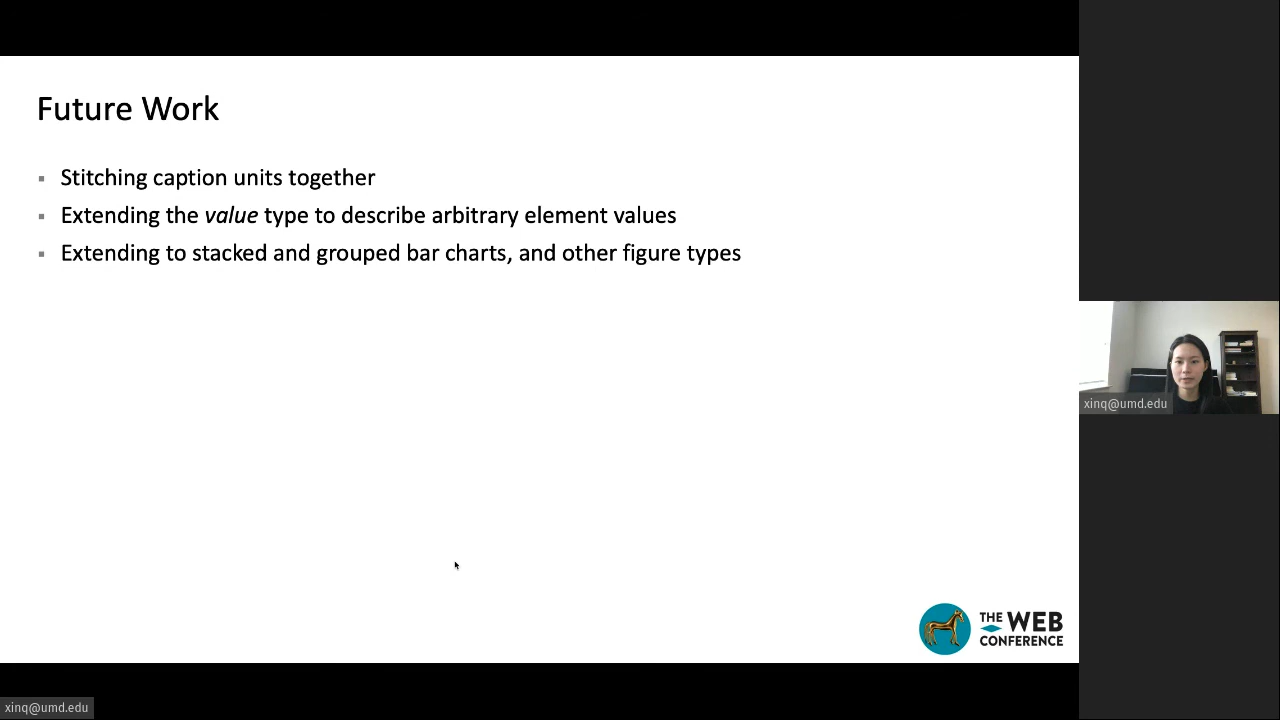 Future Work
▪ Stitching caption units together
▪ Extending the value type to describe arbitrary element values
▪ Extending to stacked and grouped bar charts, and other figure types
xinq@umd.edu
THE WEB
CONFERENCE
xinq@umd.edu